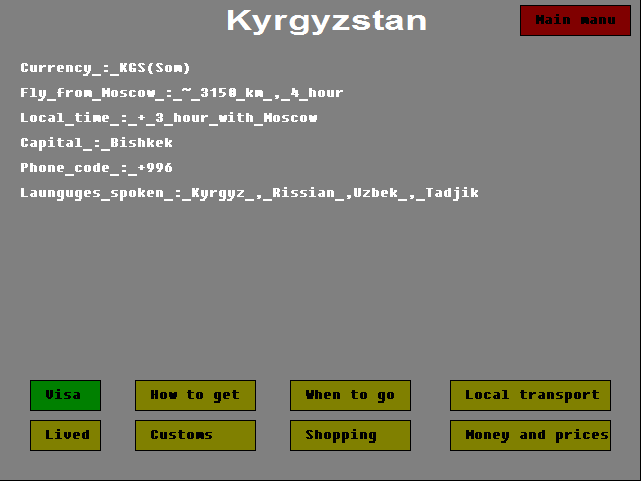 Kyrgyzstan
Main manu
Currency_:_KGS(Som)
Fly_from_Moscow_:_~_3150_km_,_4_hour
Local_time_:_+_3_hour_with_Moscow
Capital_:_Bishkek
Phone_code_:_+996
Launguges_spoken_:_Kyrgyz_,_Rissian_,Uzbek_,_Tadjik
Visa How to get When to go Local transport
Lived Customs Shopping Money and prices